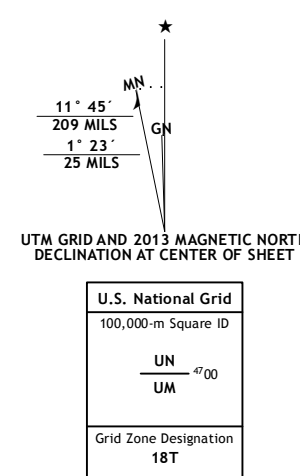 ★
MN
11° 45´
209 MILS
GN
1° 23´
25 MILS
UTM GRID AND 2013 MAGNETIC NORTH
DECLINATION AT CENTER OF SHEET
U.S. National Grid
100,000-m Square ID
UN
4700
UM
Grid Zone Designation
18T